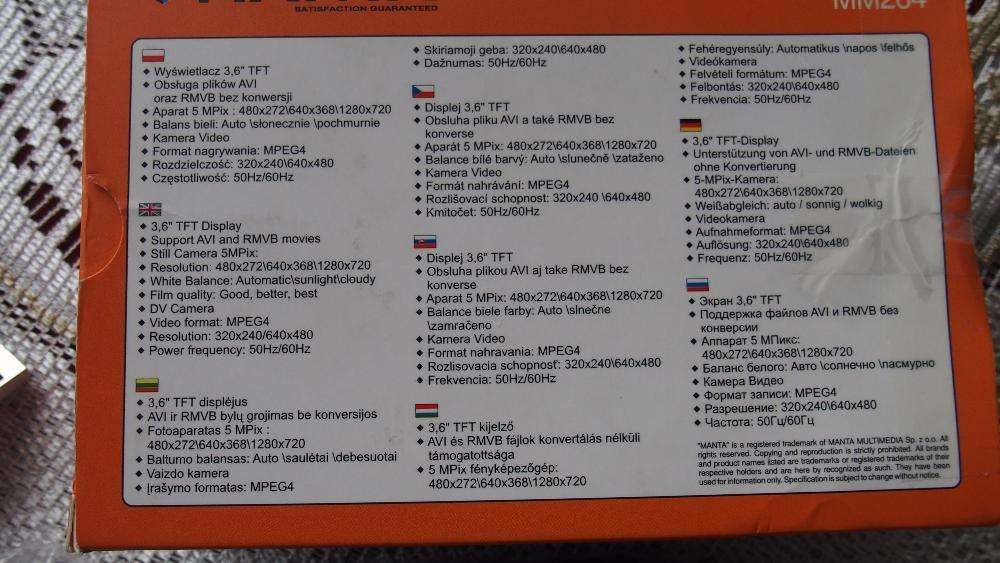 SATISFACTION GUARANTEED
Wyświetlacz 3,6" TFT
Obsługa plików AVI
oraz RMVB bez konwersji
Aparat 5 MPix : 480x272\640x368\1280x720
Balans bieli: Auto \słonecznie \pochmurnie
Kamera Video
Format nagrywania: MPEG4
Rozdzielczość: 320x240\640x480
Częstotliwość: 50Hz/60Hz
3,6" TFT Display
Support AVI and RMVB movies
Still Camera 5MPix:
Resolution: 480x272\640x368\1280x720
White Balance: Automatic\sunlight\cloudy
Film quality: Good, better, best
DV Camera
Video format: MPEG4
Resolution: 320x240/640x480
Power frequency: 50Hz/60Hz
3,6" TFT displėjus
AVI ir RMVB bylų grojimas be konversijos
Fotoaparatas 5 MPix :
480x272\640x368\1280x720
Baltumo balansas: Auto \saulėtai \debesuotai
Vaizdo kamera
Įrašymo formatas: MPEG4
Skiriamoji geba: 320x240\640x480
Dažnumas: 50Hz/60Hz
Displej 3,6" TFT
Obsluha pliku AVI a také RMVB bez
konverse
Aparát 5 MPix: 480x272\640x368\1280x720
Balance bílé barvý: Auto \slunečně \zataženo
Kamera Video
Formát nahrávání: MPEG4
Rozlišovací schopnost: 320x240 \640x480
Kmitočet: 50Hz/60Hz
Displej 3,6" TFT
Obsluha plikou AVI aj take RMVB bez
konverse
Aparat 5 MPix: 480x272\640x368\1280x720
Balance biele farby: Auto \slnečne
\zamračeno
Kamera Video
Format nahravania: MPEG4
Rozlisovacia schopnost: 320x240\640x480
Frekvencia: 50Hz/60Hz
3,6" TFT kijelző
AVI és RMVB fájlok konvertálás nélküli
támogatottsága
5 MPix fényképezőgép:
480x272\640x368\1280x720
MM264
Fehéregyensúly: Automatikus \napos \felhős
Videókamera
Felvételi formátum: MPEG4
Felbontás: 320x240\640x480
Frekvencia: 50Hz/60Hz
3,6" TFT-Display
Unterstützung von AVI- und RMVB-Dateien
ohne Konvertierung
5-MPix-Kamera:
480x272\640x368\1280x720
Weißabgleich: auto / sonnig / wolkig
Videokamera
Aufnahmeformat: MPEG4
Auflösung: 320x240\640x480
Frequenz: 50Hz/60Hz
Экран 3,6" TFT
Поддержка файлов AVI и RMVB без
конверсии
Аппарат 5 МПикс:
480x272\640x368\1280x720
Баланс белого: Авто \солнечно \пасмурно
Камера Видео
Формат записи: MPEG4
Разрешение: 320x240\640x480
Частота: 50Гц/60Гц
"MANTA" is a registered trademark of MANTA MULTIMEDIA Sp. z o.o. All
rights reserved. Copying and reproduction is strictly prohibited. All brands
and product names listed are trademarks or registered trademarks of their
respective holders and are here by recognized as such. They have been
used for information only. Specification is subject to change without notice.